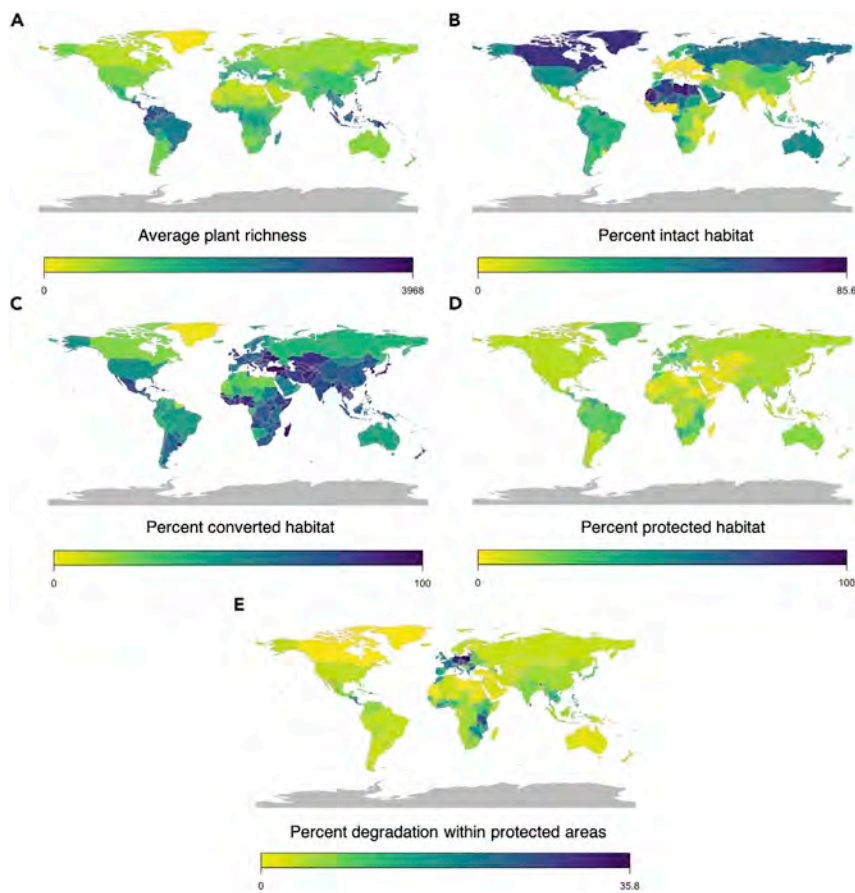 A
B
Average plant richness
Percent intact habitat
0
3968
0
85.6
C
D
Percent converted habitat
Percent protected habitat
0
100
0
100
E
Percent degradation within protected areas
0
35.8